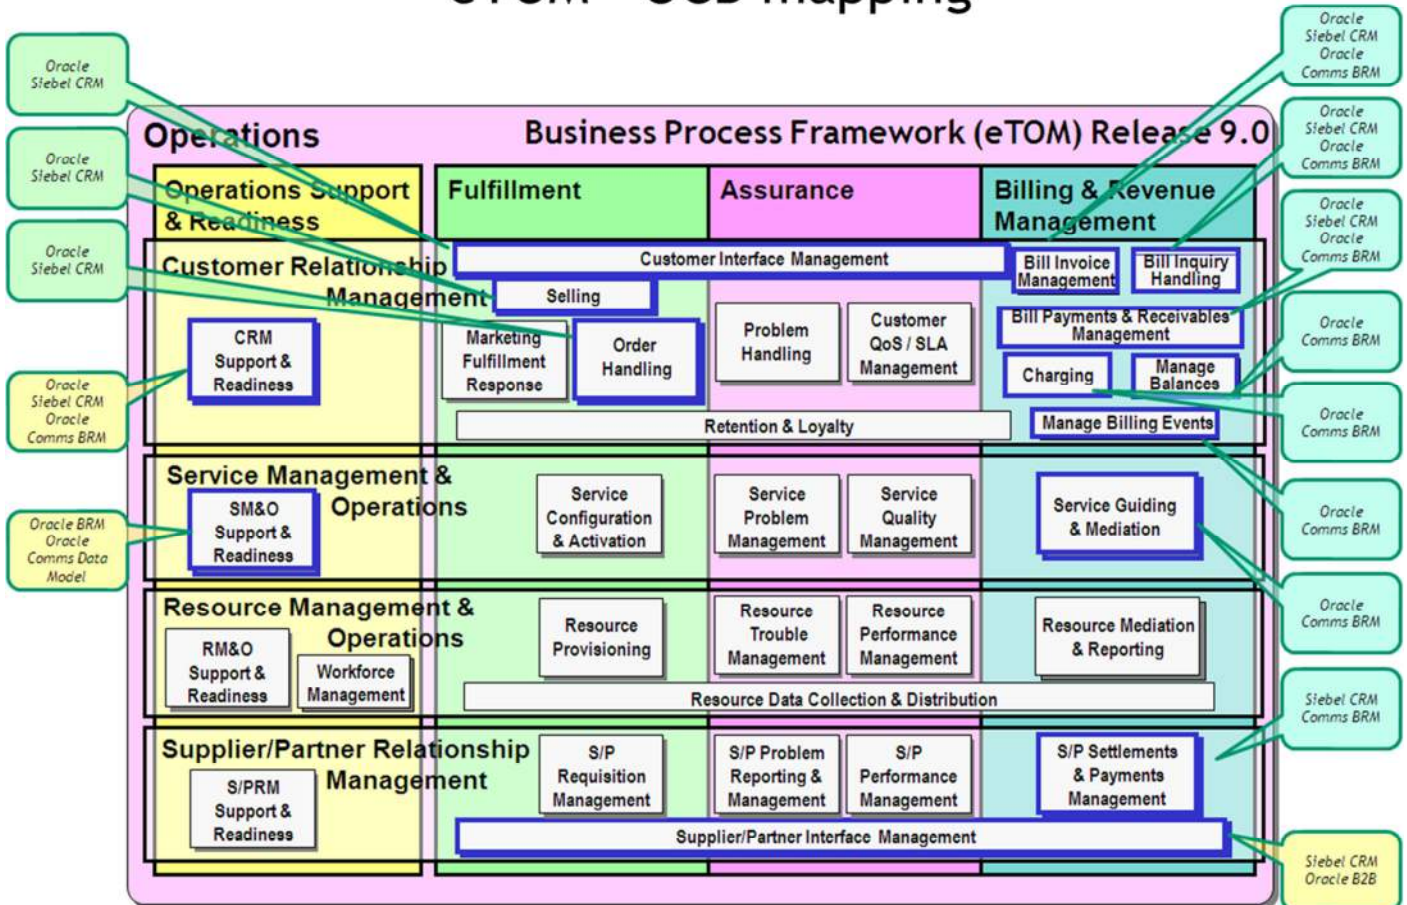 eTOM - OCD mapping
Oracle
Siebel CRM
Oracle
Siebel CRM
Oracle
Siebel CRM
Oracle
Siebel CRM
Oracle
Comms BRM
Oracle BRM
Oracle
Comms Data
Model
Operations
Business Process Framework (eTOM) Release 9.0
Operations Support
& Readiness
Fulfillment
Assurance
Billing & Revenue
Management
Customer Relationship
Management
Customer Interface Management
Selling
CRM
Support &
Readiness
Marketing
Fulfillment
Response
Order
Handling
Problem
Handling
Customer
QoS / SLA
Management
Bill Invoice
Management
Bill Inquiry
Handling
Bill Payments & Receivables
Management
Charging
Manage
Balances
Retention & Loyalty
Manage Billing Events
Service Management &
Operations
SM&O
Support &
Readiness
Service
Configuration
& Activation
Service
Problem
Management
Service
Quality
Management
Service Guiding
& Mediation
Resource Management &
Operations
RM&O
Support &
Readiness
Workforce
Management
Resource
Provisioning
Resource
Trouble
Management
Resource
Performance
Management
Resource Mediation
& Reporting
Resource Data Collection & Distribution
Supplier/Partner Relationship
Management
S/PRM
Support &
Readiness
S/P
Requisition
Management
S/P Problem
Reporting &
Management
S/P
Performance
Management
S/P Settlements
& Payments
Management
Supplier/Partner Interface Management
Oracle
Siebel CRM
Oracle
Comms BRM
Oracle
Siebel CRM
Oracle
Comms BRM
Oracle
Siebel CRM
Oracle
Comms BRM
Oracle
Comms BRM
Oracle
Comms BRM
Oracle
Comms BRM
Oracle
Comms BRM
Siebel CRM
Comms BRM
Siebel CRM
Oracle B2B